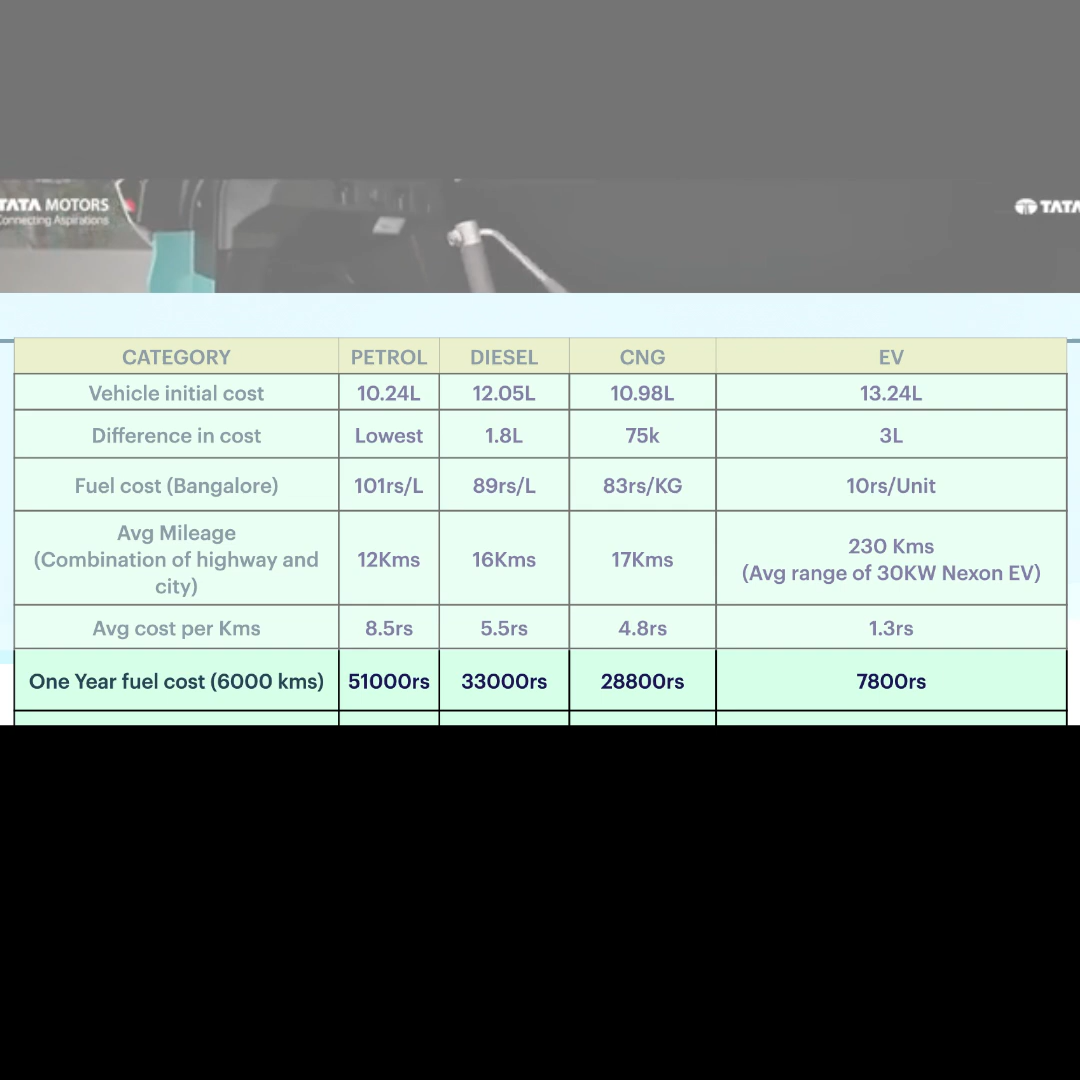 TATA MOTORS
Connecting Aspirations
TATA
CATEGORY PETROL DIESEL CNG EV
Vehicle initial cost 10.24L 12.05L 10.98L 13.24L
Difference in cost Lowest 1.8L 75k 3L
Fuel cost (Bangalore) 101rs/L 89rs/L 83rs/KG 10rs/Unit
Avg Mileage
(Combination of highway and
city) 12Kms 16Kms 17Kms 230 Kms
(Avg range of 30KW Nexon EV)
Avg cost per Kms 8.5rs 5.5rs 4.8rs 1.3rs
One Year fuel cost (6000 kms) 51000rs 33000rs 28800rs 7800rs